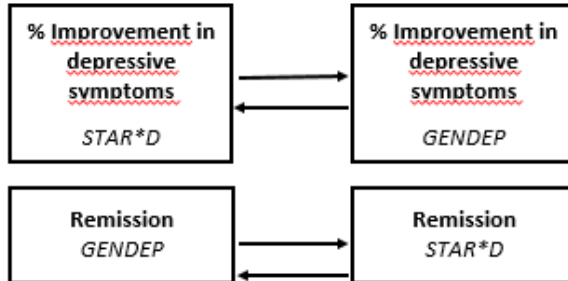 % Improvement in
depressive
symptoms
STAR*D
% Improvement in
depressive
symptoms
GENDEP
Remission
GENDEP
Remission
STAR*D